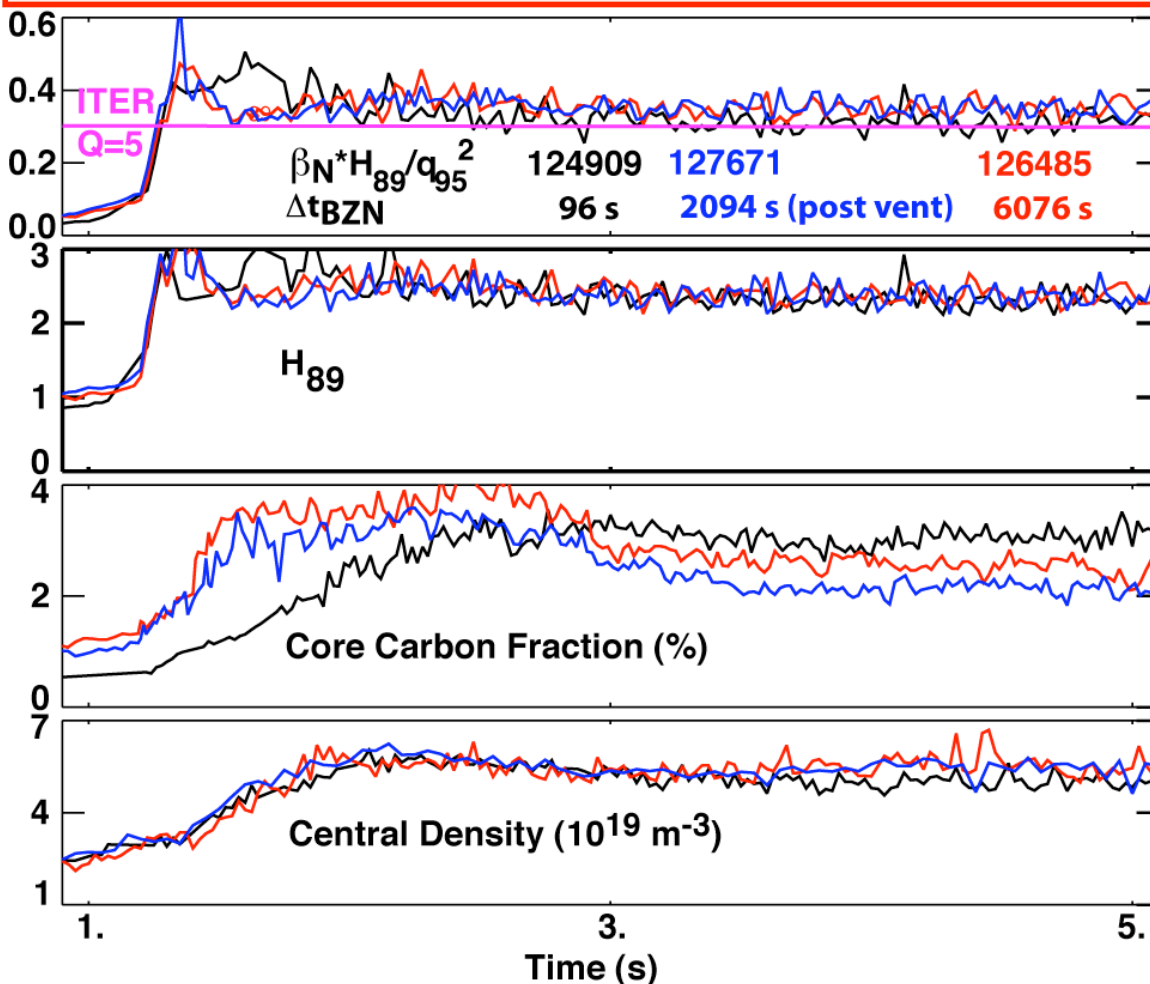 0.6
0.4
ITER
Q=5
0.2
βN*H89/q95² 124909 127671 126485
ΔtBZN 96 s 2094 s (post vent) 6076 s
0.0
3
2
H89
1
0
4
2
Core Carbon Fraction (%)
0
7
4
Central Density (10¹⁹ m⁻³)
1
1. 3. 5.
Time (s)